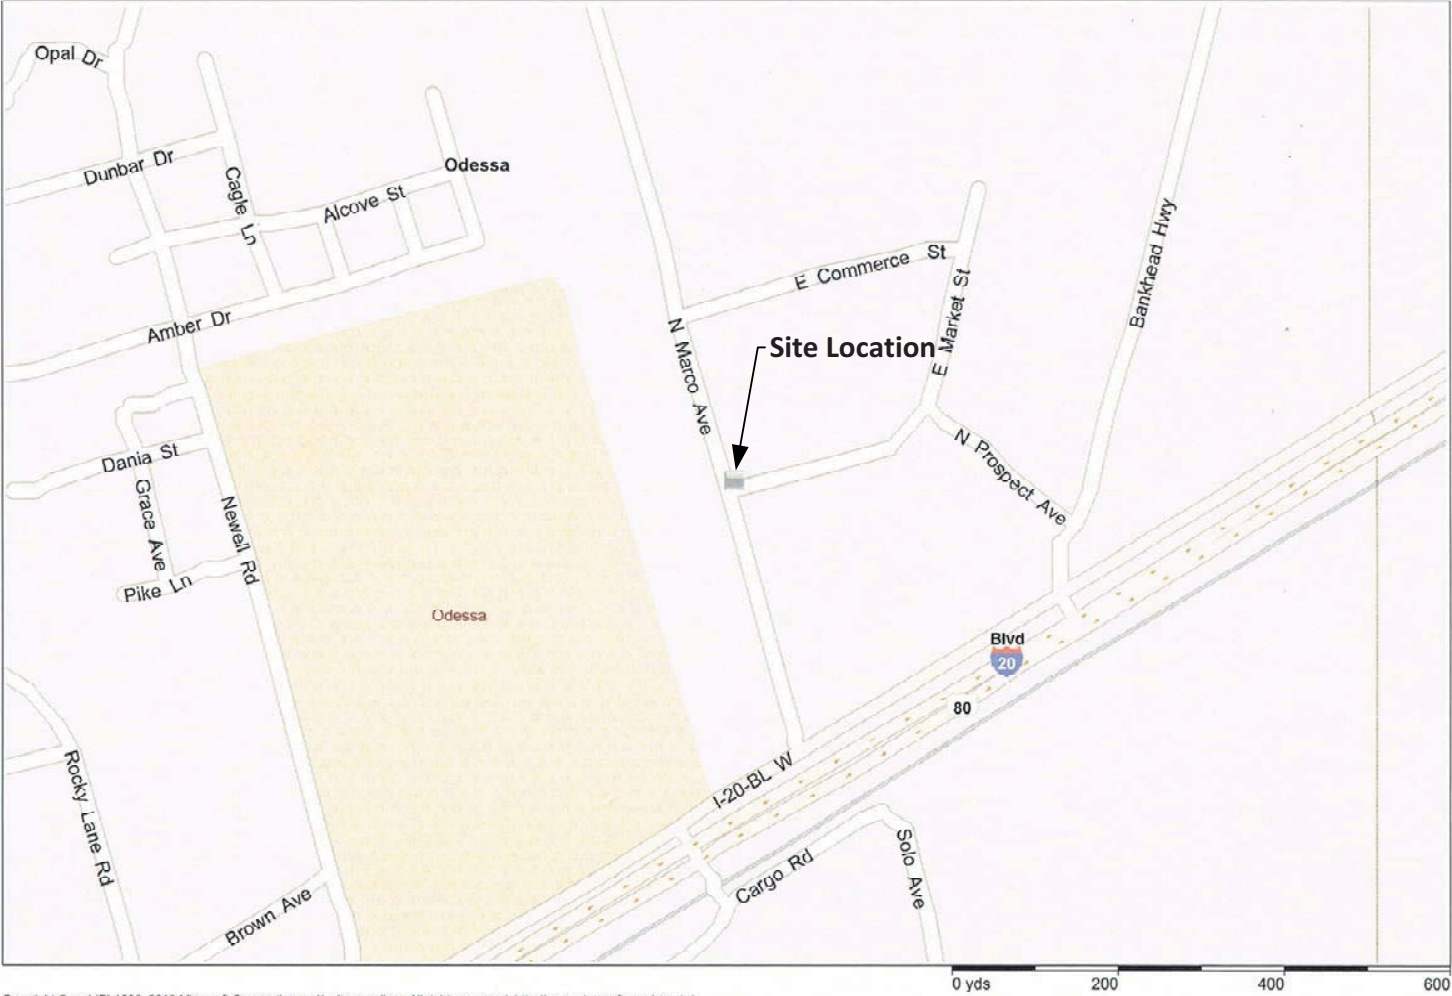 Opal Dr
Dunbar Dr
Cagle Ln
Alcove St
Odessa
Amber Dr
E Commerce St
E Market St
Bankhead Hwy
N Marco Ave
Site Location
N Prospect Ave
Dania St
Graca Ave
Newell Rd
Pike Ln
Odessa
Blvd
20
80
I-20-BL W
Rocky Lane Rd
Cargo Rd
Solo Ave
Brown Ave
0 yds 200 400 600